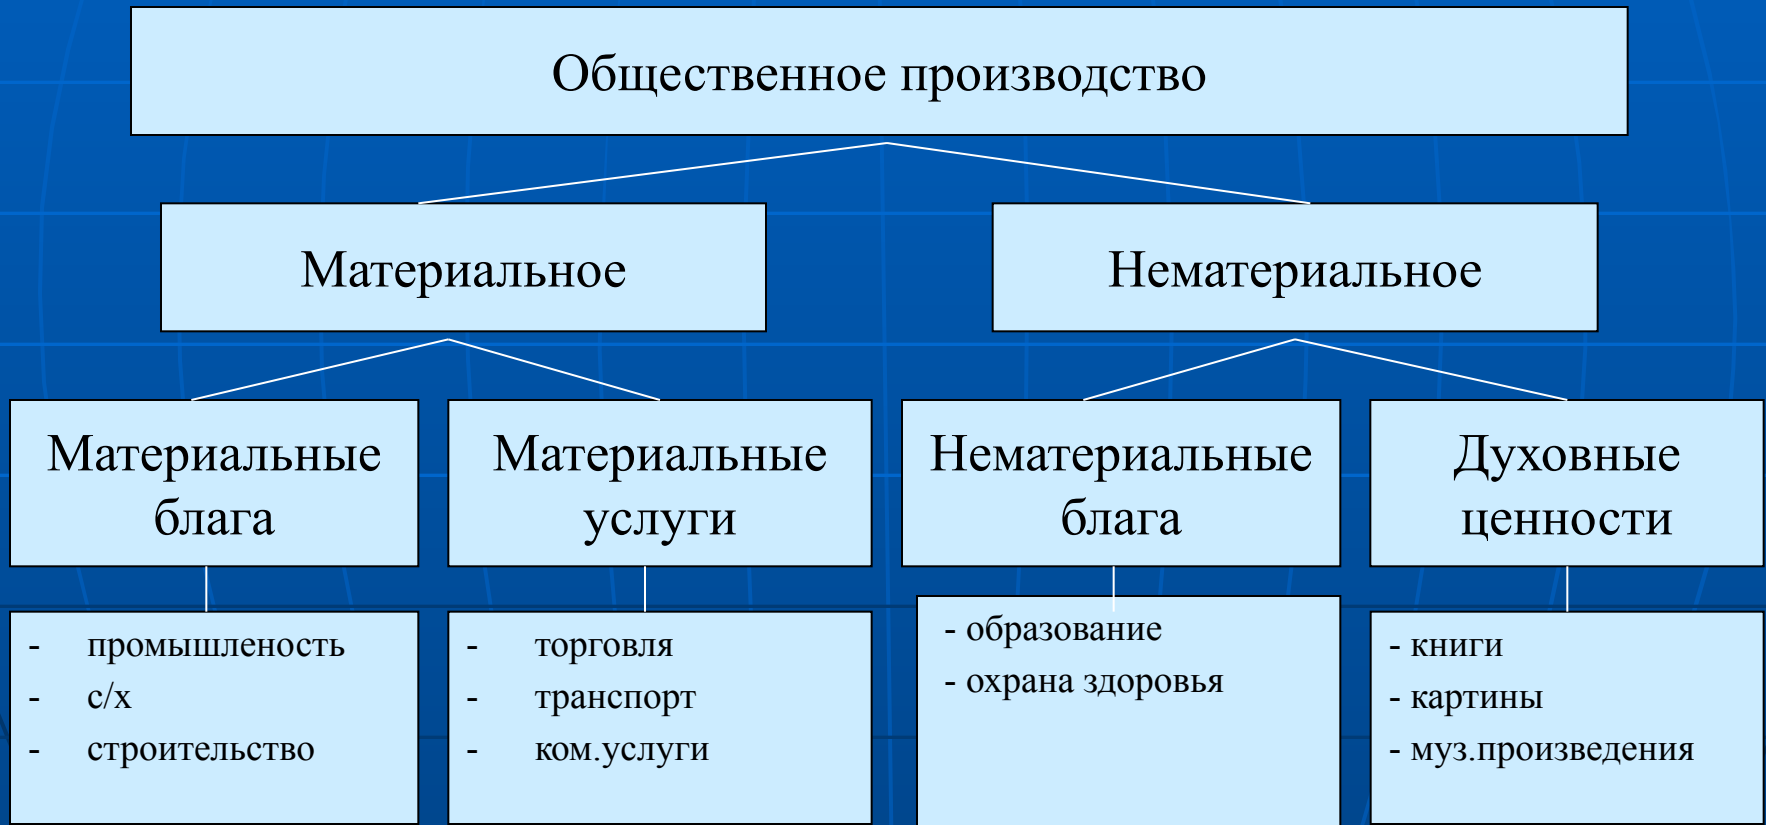 Общественное производство
Материальное
Нематериальное
Материальные
блага
Материальные
услуги
Нематериальные
блага
Духовные
ценности
- промышленость
- с/х
- строительство
- торговля
- транспорт
- ком.услуги
- образование
- охрана здоровья
- книги
- картины
- муз.произведения